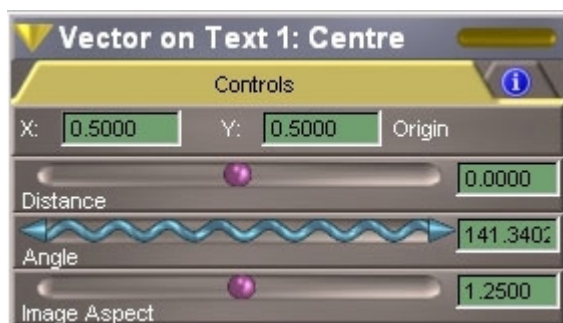 Vector on Text 1: Centre
Controls
X: 0.5000 Y: 0.5000 Origin
0.0000
Distance
141.3402
Angle
1.2500
Image Aspect